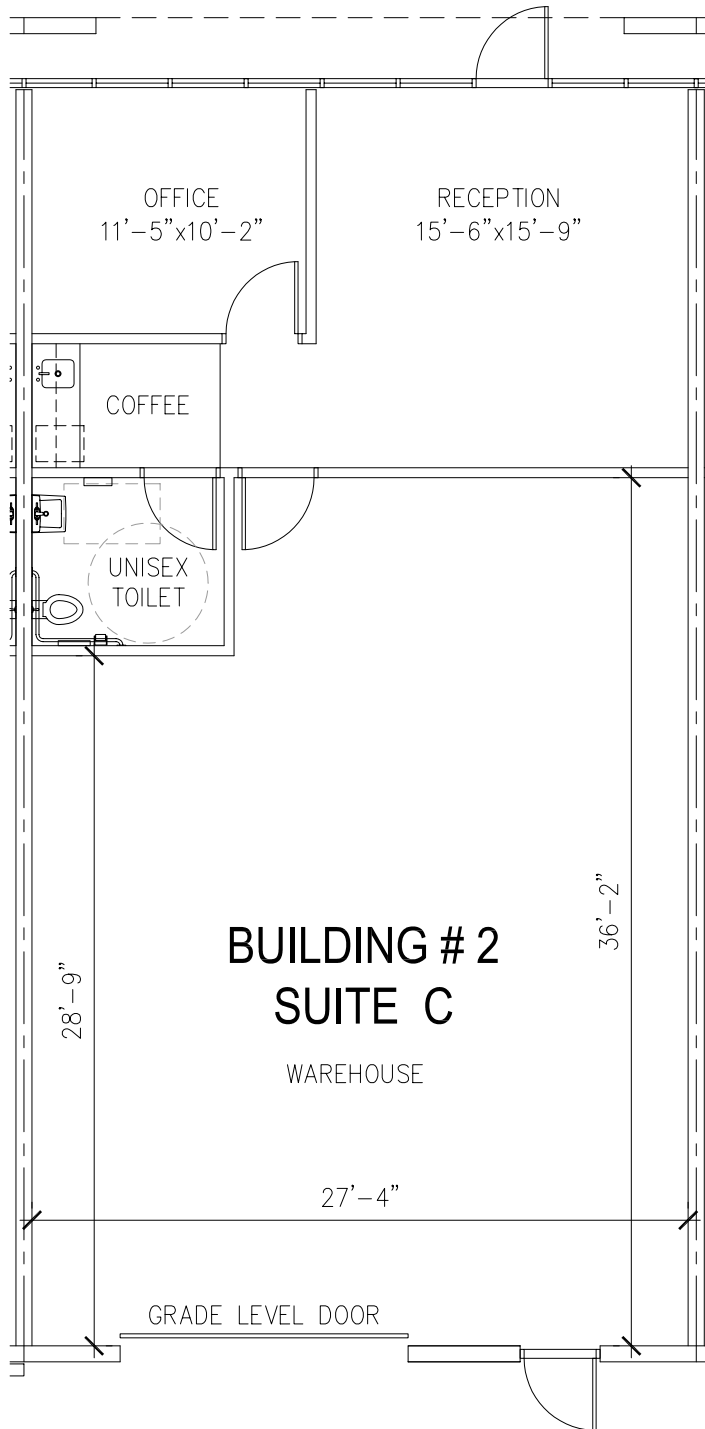 OFFICE
11’-5”x10’-2”
RECEPTION
15’-6”x15’-9”
COFFEE
UNISEX
TOILET
36’-2”
BUILDING # 2
SUITE C
28’-9”
WAREHOUSE
27’-4”
GRADE LEVEL DOOR